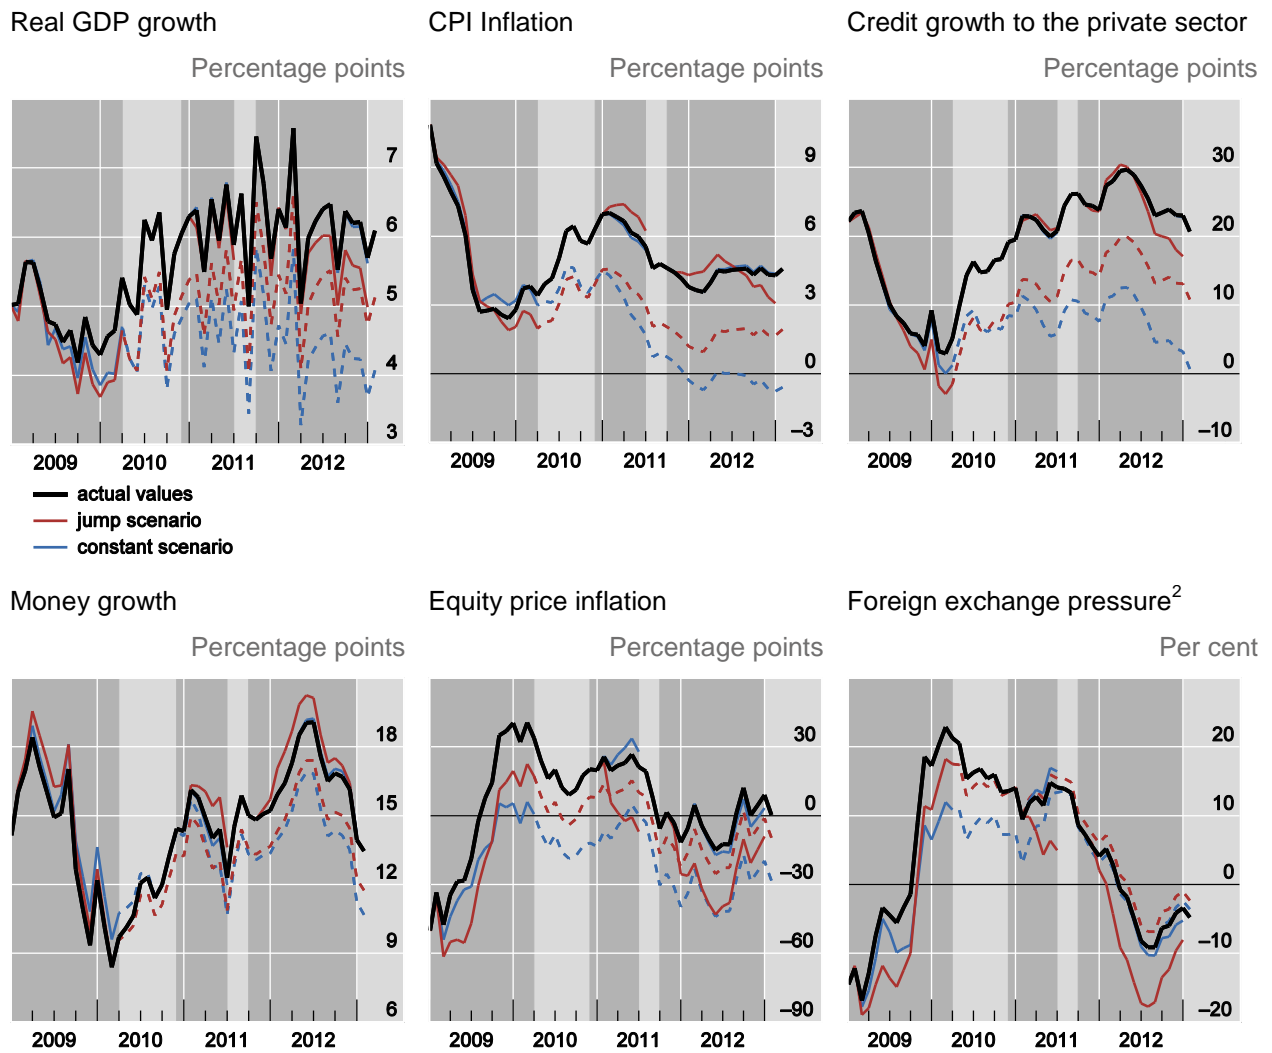 Real GDP growth
CPI Inflation
Credit growth to the private sector
Percentage points
Percentage points
Percentage points
7
6
5
4
3
2009 2010 2011 2012
9
6
3
0
–3
2009 2010 2011 2012
30
20
10
0
–10
2009 2010 2011 2012
actual values
jump scenario
constant scenario
Money growth
Equity price inflation
Foreign exchange pressure²
Percentage points
Percentage points
Per cent
18
15
12
9
6
2009 2010 2011 2012
30
0
–30
–60
–90
2009 2010 2011 2012
20
10
0
–10
–20
2009 2010 2011 2012